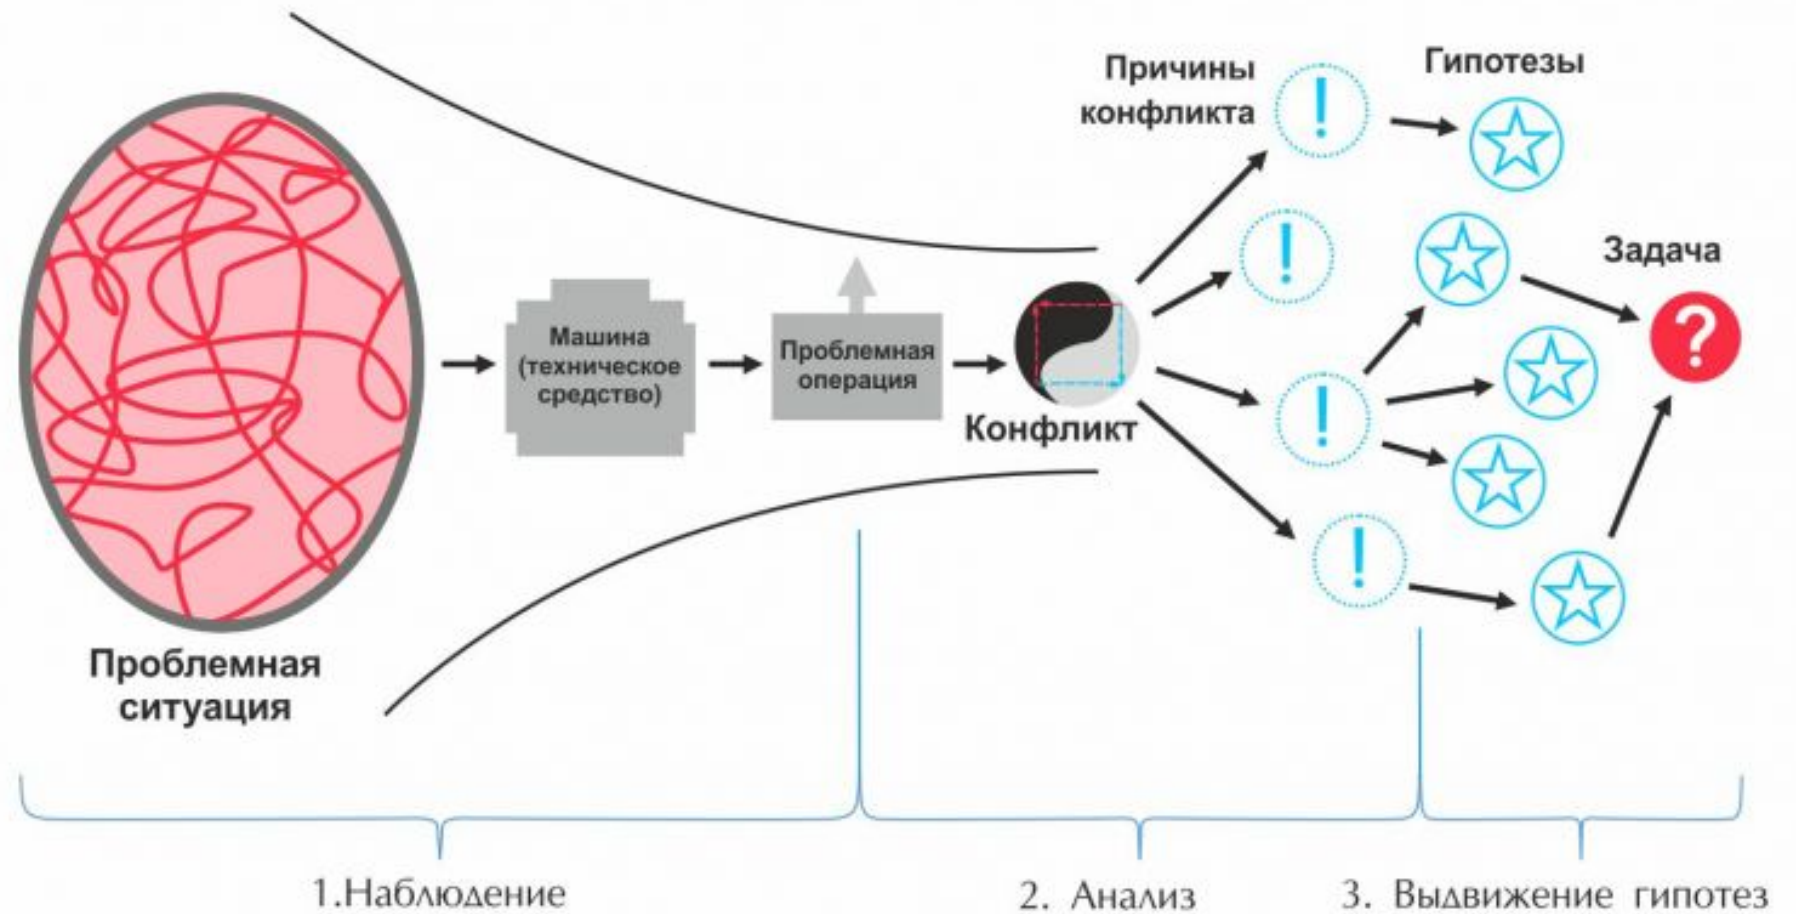 Причины
конфликта
!
Гипотезы
!
Задача
?
Машина
(техническое
средство)
Проблемная
операция
Конфликт
!
!
Проблемная
ситуация
1.Наблюдение
2. Анализ
3. Выдвижение гипотез